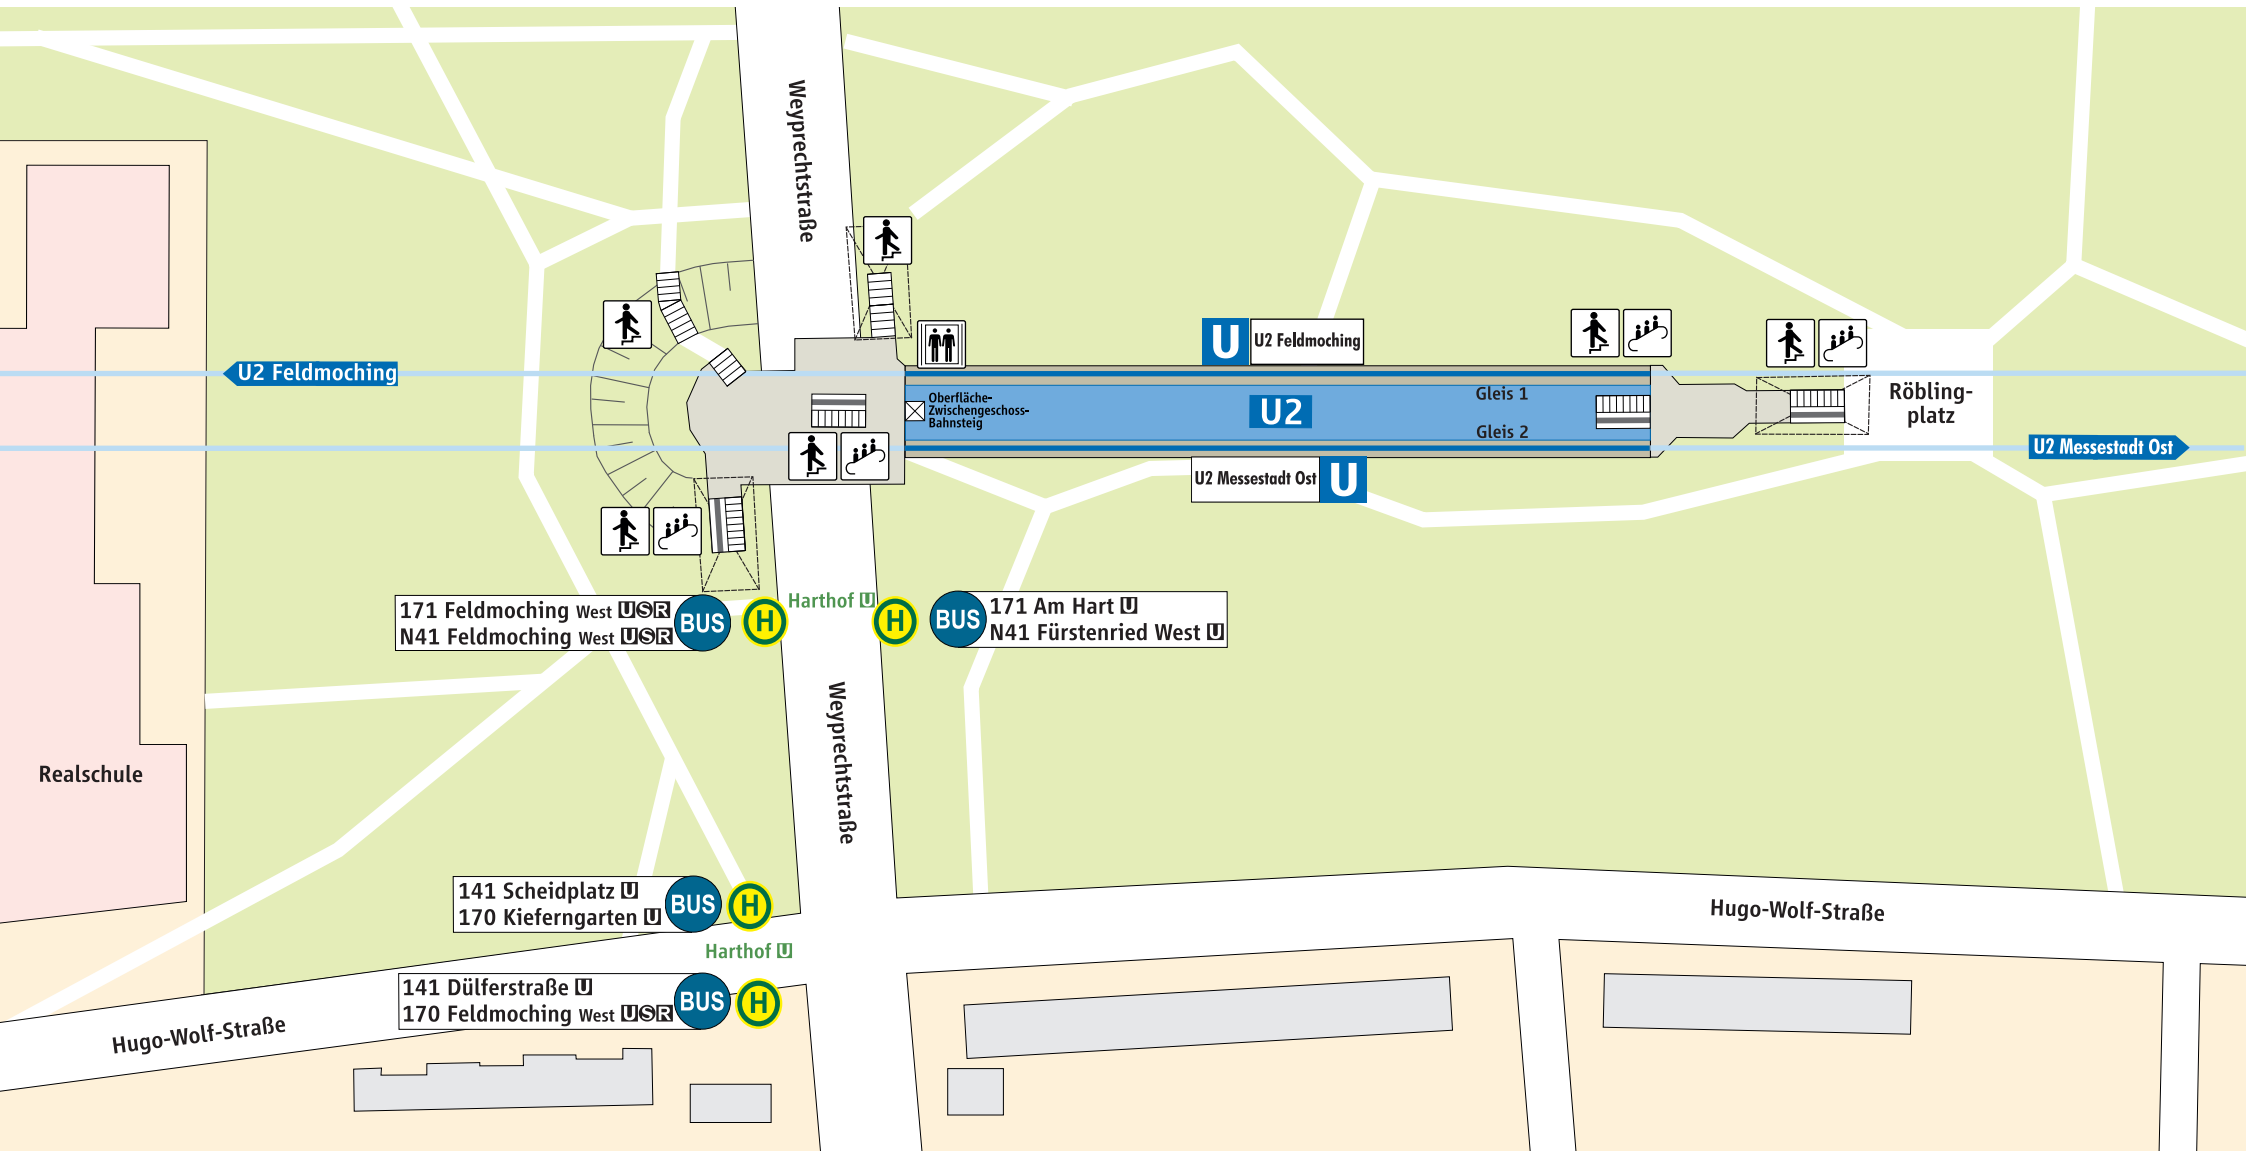 Weyprechtstraße
U
U2 Feldmoching
U2 Feldmoching
Oberfläche-
Zwischengeschoss-
Bahnsteig
Gleis 1
U2
Gleis 2
Röbling-
platz
U2 Messestadt Ost
U2 Messestadt Ost
U
171 Feldmoching West U S R
N41 Feldmoching West U S R
BUS
H
Harthof U
H
BUS
171 Am Hart U
N41 Fürstenried West U
Weyprechtstraße
Realschule
141 Scheidplatz U
170 Kieferngarten U
BUS
H
Harthof U
141 Dülferstraße U
170 Feldmoching West U S R
BUS
H
Hugo-Wolf-Straße
Hugo-Wolf-Straße